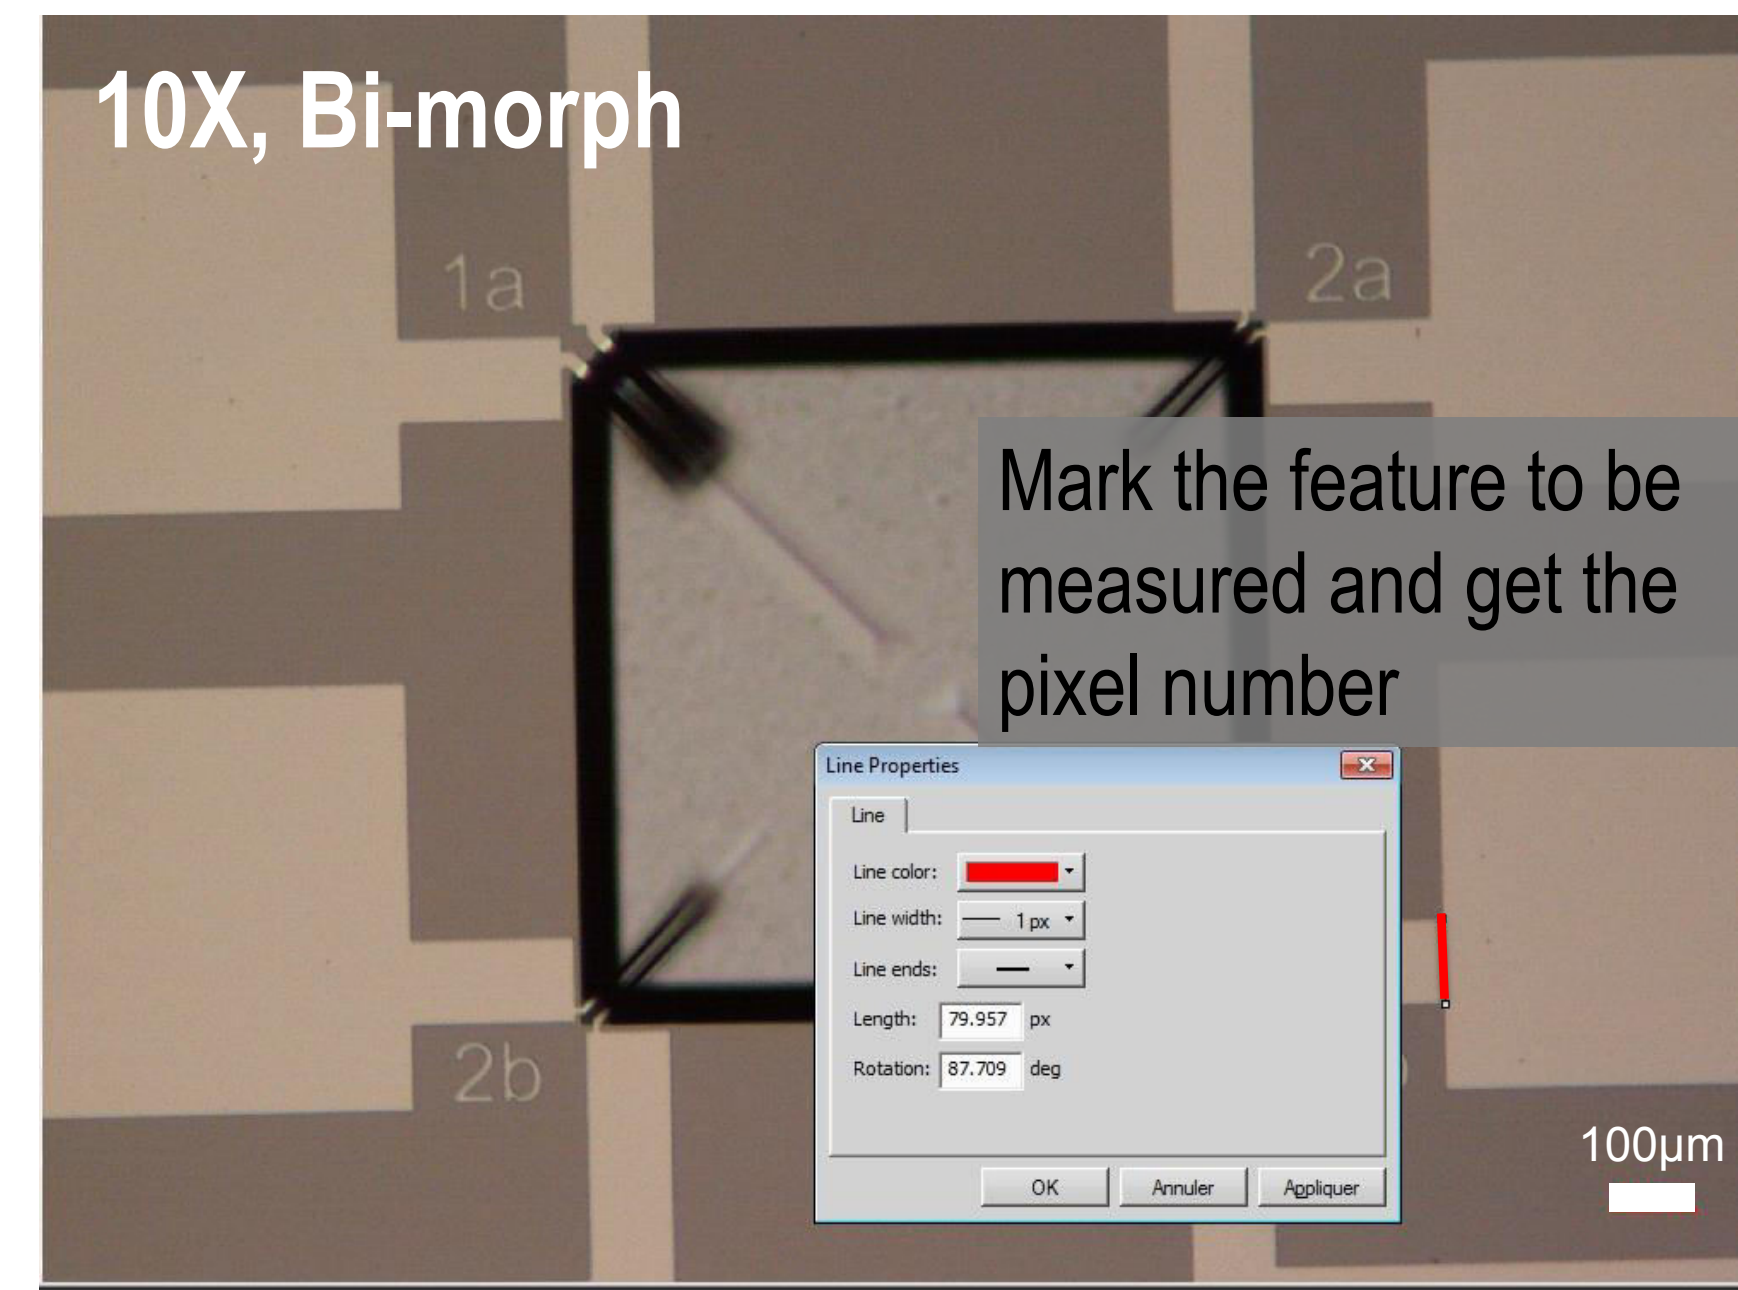 10X, Bi-morph
1a
2a
Mark the feature to be
measured and get the
pixel number
Line Properties
Line
Line color:
Line width: 1 px
Line ends:
Length: 79.957 px
Rotation: 87.709 deg
2b
100µm
OK Annuler Appliquer